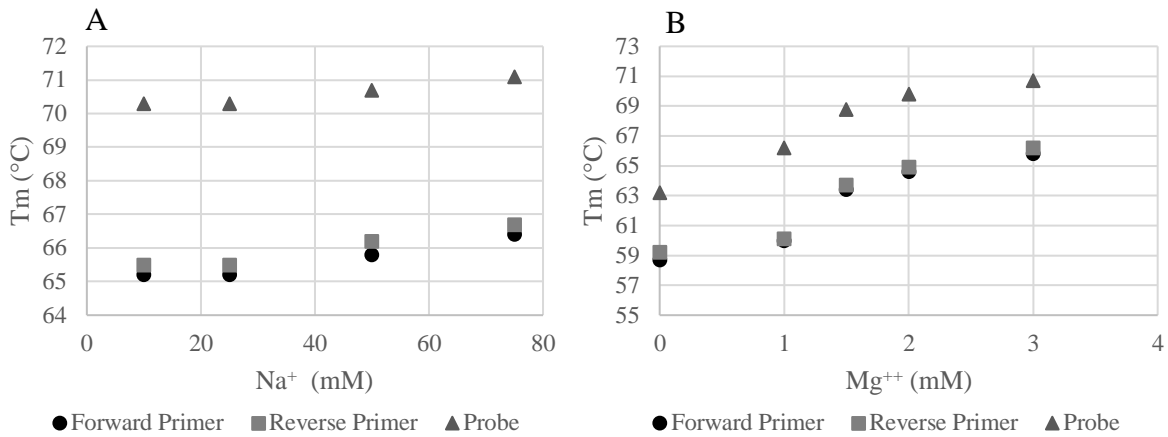 A
72
71
70
69
68
67
66
65
64
Tm (°C)
0 20 40 60 80
Na⁺ (mM)
● Forward Primer ■ Reverse Primer ▲ Probe
B
73
71
69
67
65
63
61
59
57
55
Tm (°C)
0 1 2 3 4
Mg⁺⁺ (mM)
● Forward Primer ■ Reverse Primer ▲ Probe